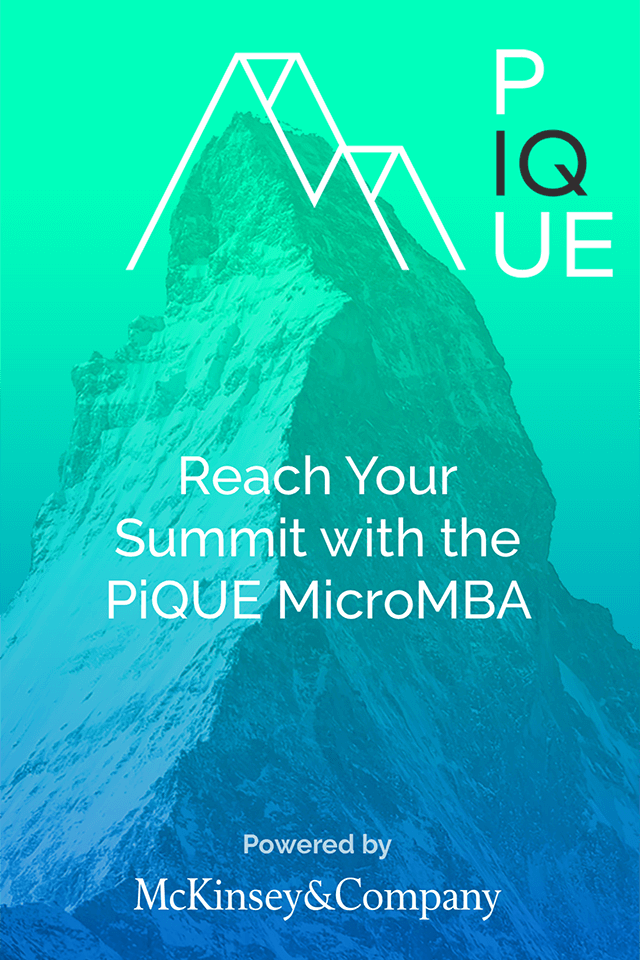 P
IQ
UE
Reach Your
Summit with the
PiQUE MicroMBA
Powered by
McKinsey&Company